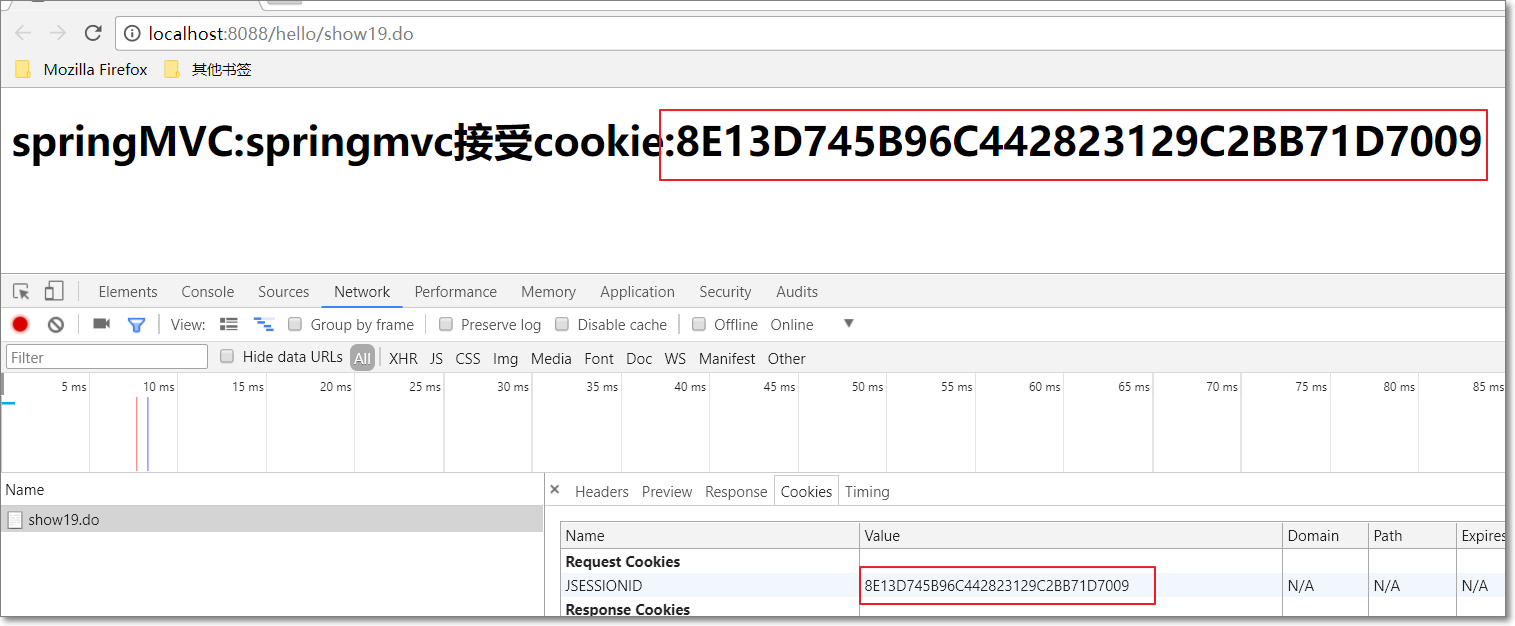 localhost:8088/hello/show19.do
Mozilla Firefox 其他书签
springMVC:springmvc接受cookie:8E13D745B96C442823129C2BB71D7009
Elements Console Sources Network Performance Memory Application Security Audits
View: Group by frame Preserve log Disable cache Offline Online
Filter Hide data URLs All XHR JS CSS Img Media Font Doc WS Manifest Other
5 ms 10 ms 15 ms 20 ms 25 ms 30 ms 35 ms 40 ms 45 ms 50 ms 55 ms 60 ms 65 ms 70 ms 75 ms 80 ms 85 ms
Name × Headers Preview Response Cookies Timing
show19.do
Name Value Domain Path Expires
Request Cookies
JSESSIONID 8E13D745B96C442823129C2BB71D7009 N/A N/A N/A
Response Cookies